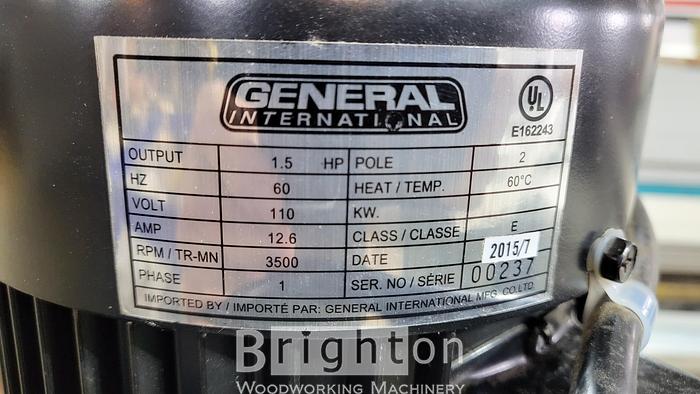 GENERAL
INTERNATIONAL
UL
E162243
OUTPUT 1.5 HP POLE 2
HZ 60 HEAT / TEMP. 60°C
VOLT 110 KW.
AMP 12.6 CLASS / CLASSE E
RPM / TR-MN 3500 DATE 2015/7
PHASE 1 SER. NO / SÉRIE 00237
IMPORTED BY / IMPORTÉ PAR: GENERAL INTERNATIONAL MFG. CO.LTD.
Brighton
WOODWORKING MACHINERY